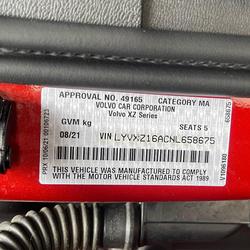 APPROVAL NO. 49165 CATEGORY MA
VOLVO CAR CORPORATION
Volvo XZ Series
GVM kg SEATS 5
08/21 VIN LYVXZ16ACNL658675
THIS VEHICLE WAS MANUFACTURED TO COMPLY
WITH THE MOTOR VEHICLE STANDARDS ACT 1989